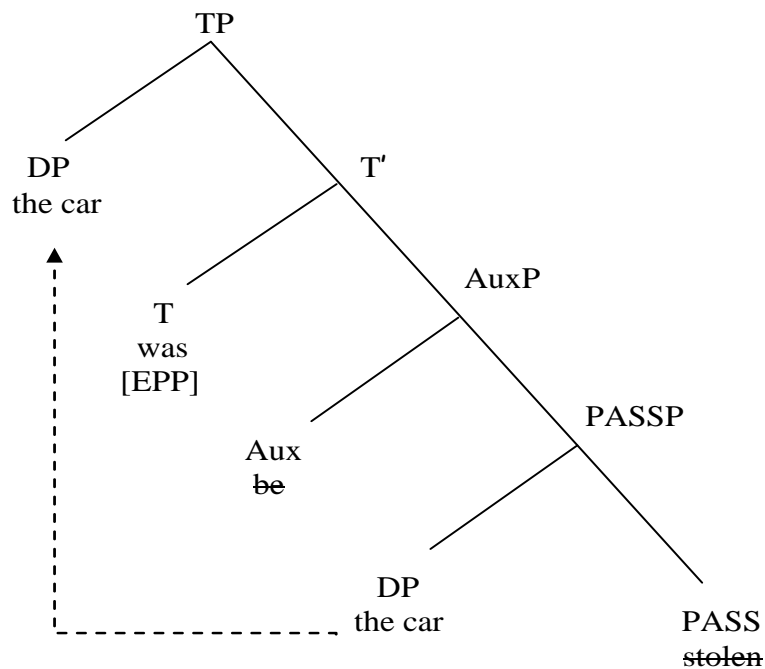 TP
DP
the car
T′
T
was
[EPP]
AuxP
Aux
be
PASSP
DP
the car
PASS
stolen